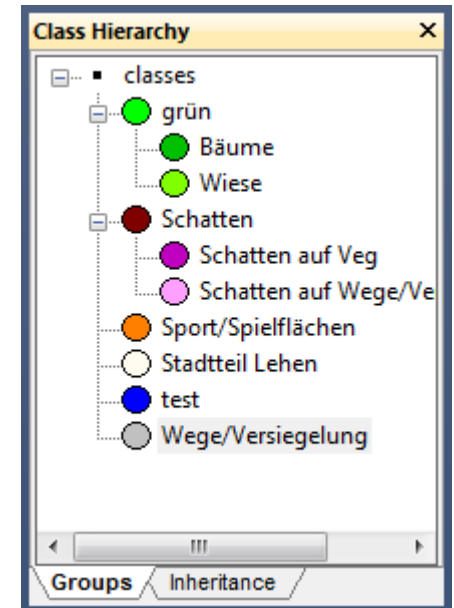 Class Hierarchy
classes
grün
Bäume
Wiese
Schatten
Schatten auf Veg
Schatten auf Wege/Ve
Sport/Spielflächen
Stadtteil Lehen
test
Wege/Versiegelung
Groups Inheritance